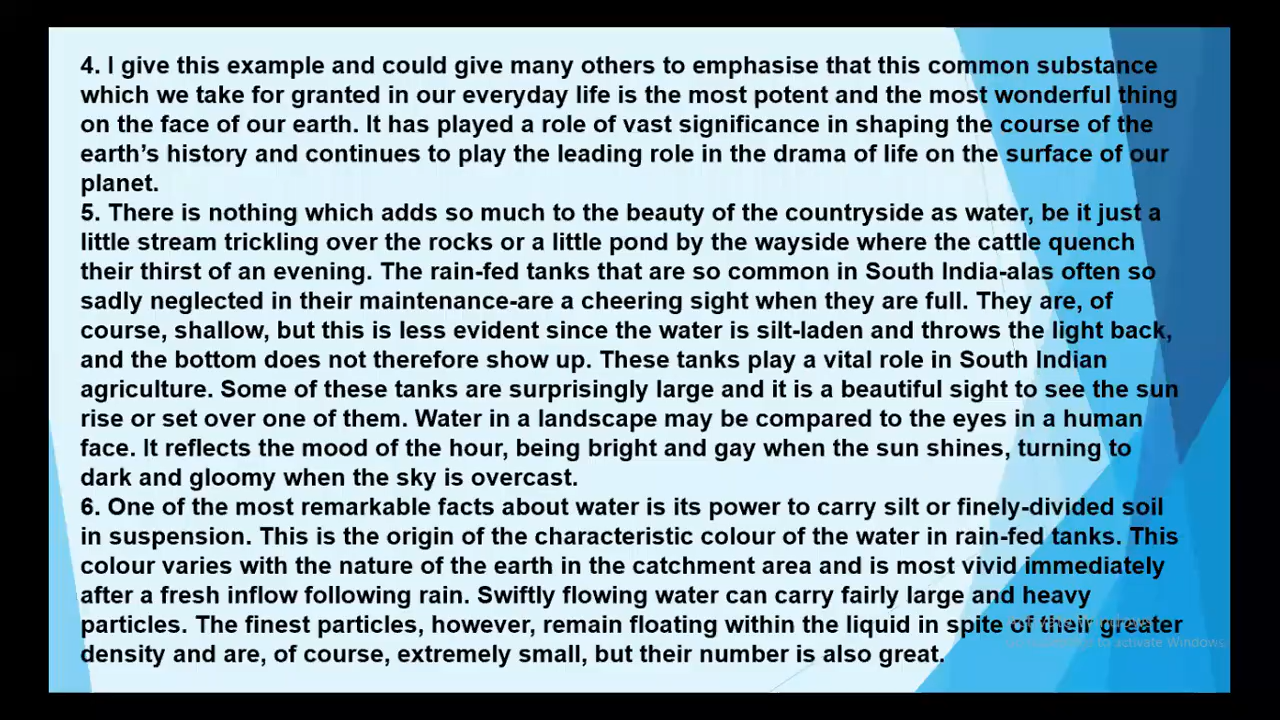 4. I give this example and could give many others to emphasise that this common substance
which we take for granted in our everyday life is the most potent and the most wonderful thing
on the face of our earth. It has played a role of vast significance in shaping the course of the
earth’s history and continues to play the leading role in the drama of life on the surface of our
planet.
5. There is nothing which adds so much to the beauty of the countryside as water, be it just a
little stream trickling over the rocks or a little pond by the wayside where the cattle quench
their thirst of an evening. The rain-fed tanks that are so common in South India-alas often so
sadly neglected in their maintenance-are a cheering sight when they are full. They are, of
course, shallow, but this is less evident since the water is silt-laden and throws the light back,
and the bottom does not therefore show up. These tanks play a vital role in South Indian
agriculture. Some of these tanks are surprisingly large and it is a beautiful sight to see the sun
rise or set over one of them. Water in a landscape may be compared to the eyes in a human
face. It reflects the mood of the hour, being bright and gay when the sun shines, turning to
dark and gloomy when the sky is overcast.
6. One of the most remarkable facts about water is its power to carry silt or finely-divided soil
in suspension. This is the origin of the characteristic colour of the water in rain-fed tanks. This
colour varies with the nature of the earth in the catchment area and is most vivid immediately
after a fresh inflow following rain. Swiftly flowing water can carry fairly large and heavy
particles. The finest particles, however, remain floating within the liquid in spite of their greater
density and are, of course, extremely small, but their number is also great.
to activate Windows.